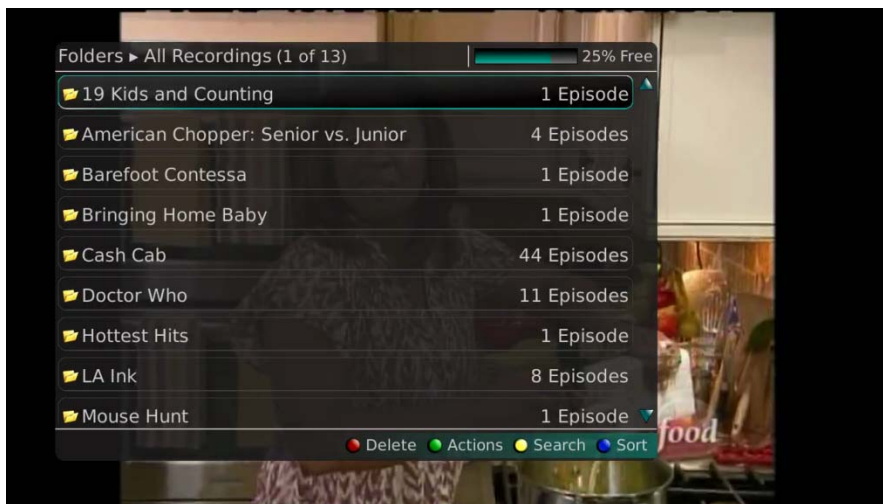 Folders ▸ All Recordings (1 of 13) 25% Free
19 Kids and Counting 1 Episode
American Chopper: Senior vs. Junior 4 Episodes
Barefoot Contessa 1 Episode
Bringing Home Baby 1 Episode
Cash Cab 44 Episodes
Doctor Who 11 Episodes
Hottest Hits 1 Episode
LA Ink 8 Episodes
Mouse Hunt 1 Episode
Delete Actions Search Sort
food